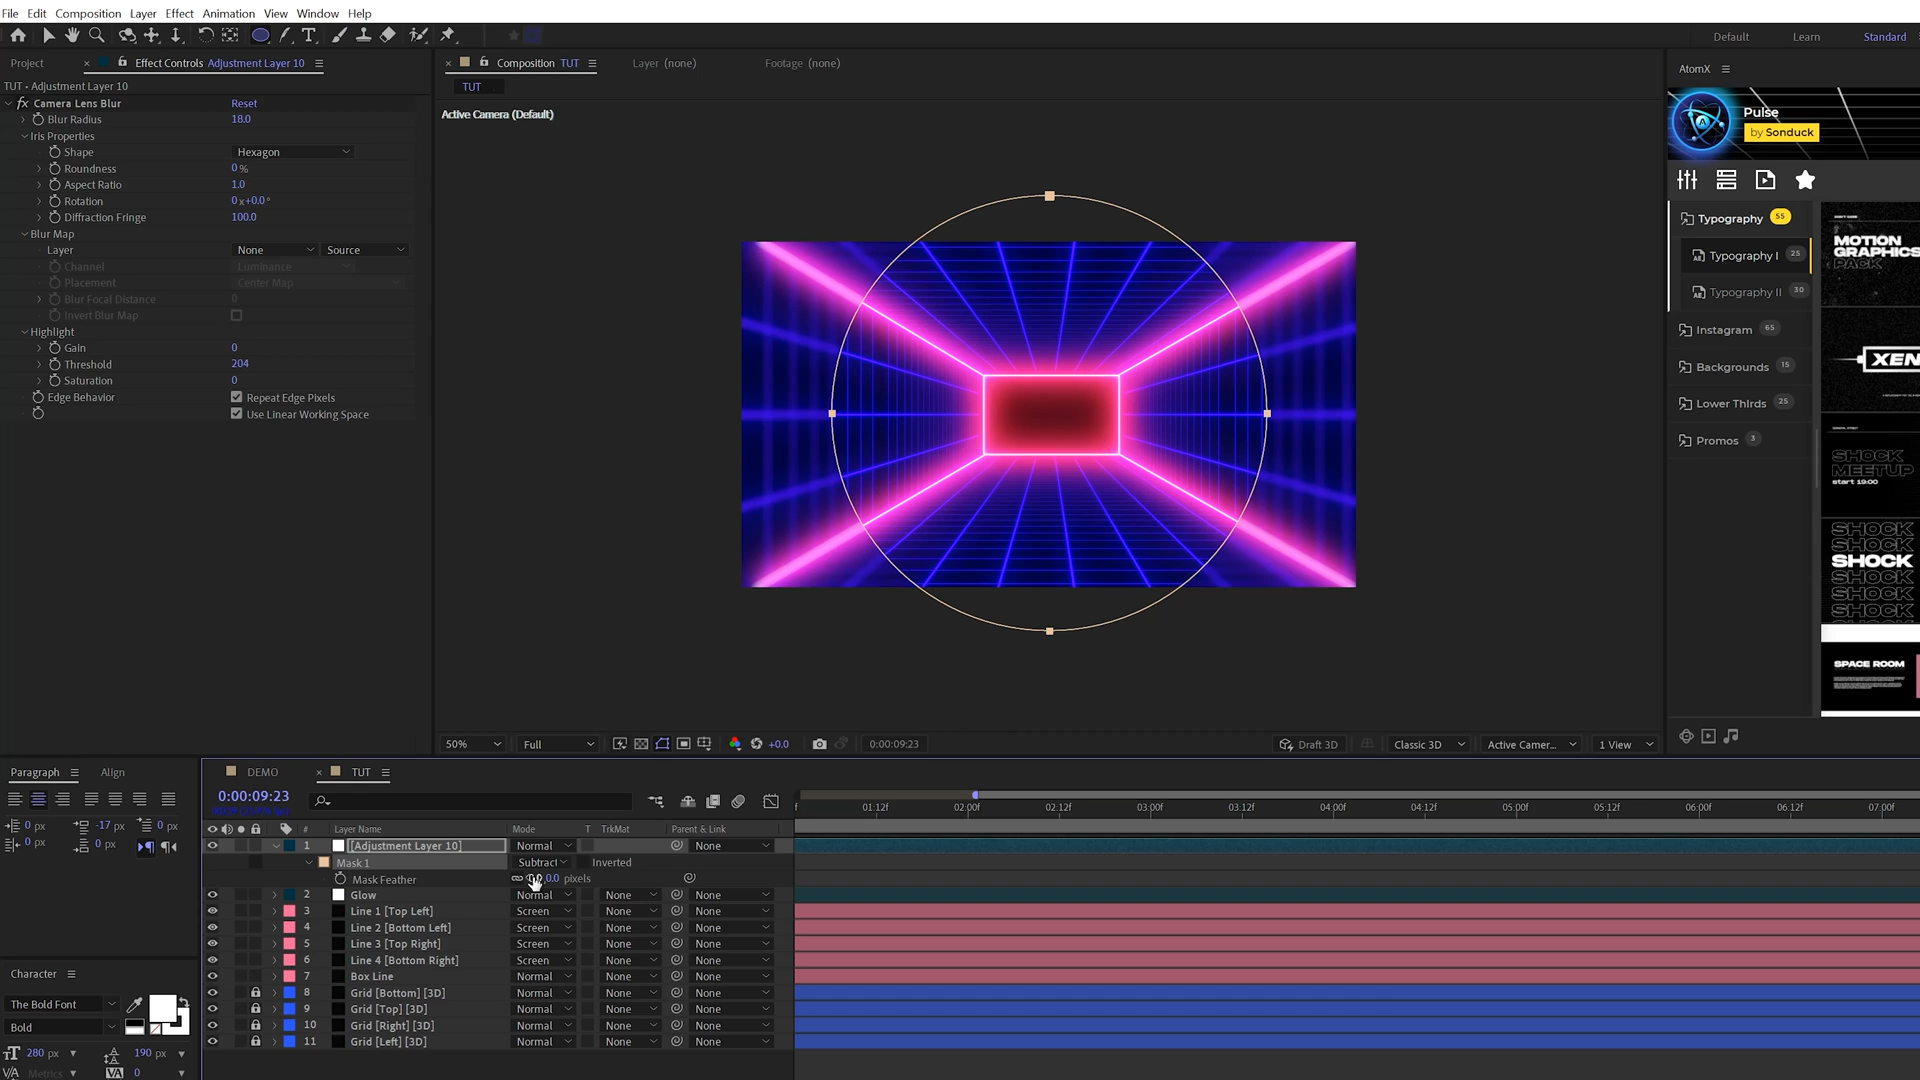 File Edit Composition Layer Effect Animation View Window Help
Default Learn Standard
Project × Effect Controls Adjustment Layer 10
TUT • Adjustment Layer 10
fx Camera Lens Blur Reset
Blur Radius 18.0
Iris Properties
Shape Hexagon
Roundness 0 %
Aspect Ratio 1.0
Rotation 0 x+0.0°
Diffraction Fringe 100.0
Blur Map
Layer None Source
Channel Luminance
Placement Center Map
Blur Focal Distance 0
Invert Blur Map
Highlight
Gain 0
Threshold 204
Saturation 0
Edge Behavior Repeat Edge Pixels
Use Linear Working Space
× Composition TUT Layer (none) Footage (none)
TUT
Active Camera (Default)
50% Full +0.0 0:00:09:23 Draft 3D Classic 3D Active Camer... 1 View
AtomX
Pulse
by Sonduck
Typography 55
Typography I 25
Typography II 30
Instagram 65
Backgrounds 15
Lower Thirds 25
Promos 3
MOTION
GRAPHICS
PACK
XEN
SHOCK
MEETUP
start 19:00
SHOCK
SHOCK
SHOCK
SHOCK
SHOCK
SHOCK
SPACE ROOM
Paragraph Align
0 px -17 px 0 px
0 px 0 px
Character
The Bold Font
Bold
280 px 190 px
Metrics 0
DEMO × TUT
0:00:09:23
# Layer Name Mode T TrkMat Parent & Link
f 01:12f 02:00f 02:12f 03:00f 03:12f 04:00f 04:12f 05:00f 05:12f 06:00f 06:12f 07:00f
1 [Adjustment Layer 10] Normal None
Mask 1 Subtract Inverted
Mask Feather 0.0 pixels
2 Glow Normal None None
3 Line 1 [Top Left] Screen None None
4 Line 2 [Bottom Left] Screen None None
5 Line 3 [Top Right] Screen None None
6 Line 4 [Bottom Right] Screen None None
7 Box Line Normal None None
8 Grid [Bottom] [3D] Normal None None
9 Grid [Top] [3D] Normal None None
10 Grid [Right] [3D] Normal None None
11 Grid [Left] [3D] Normal None None